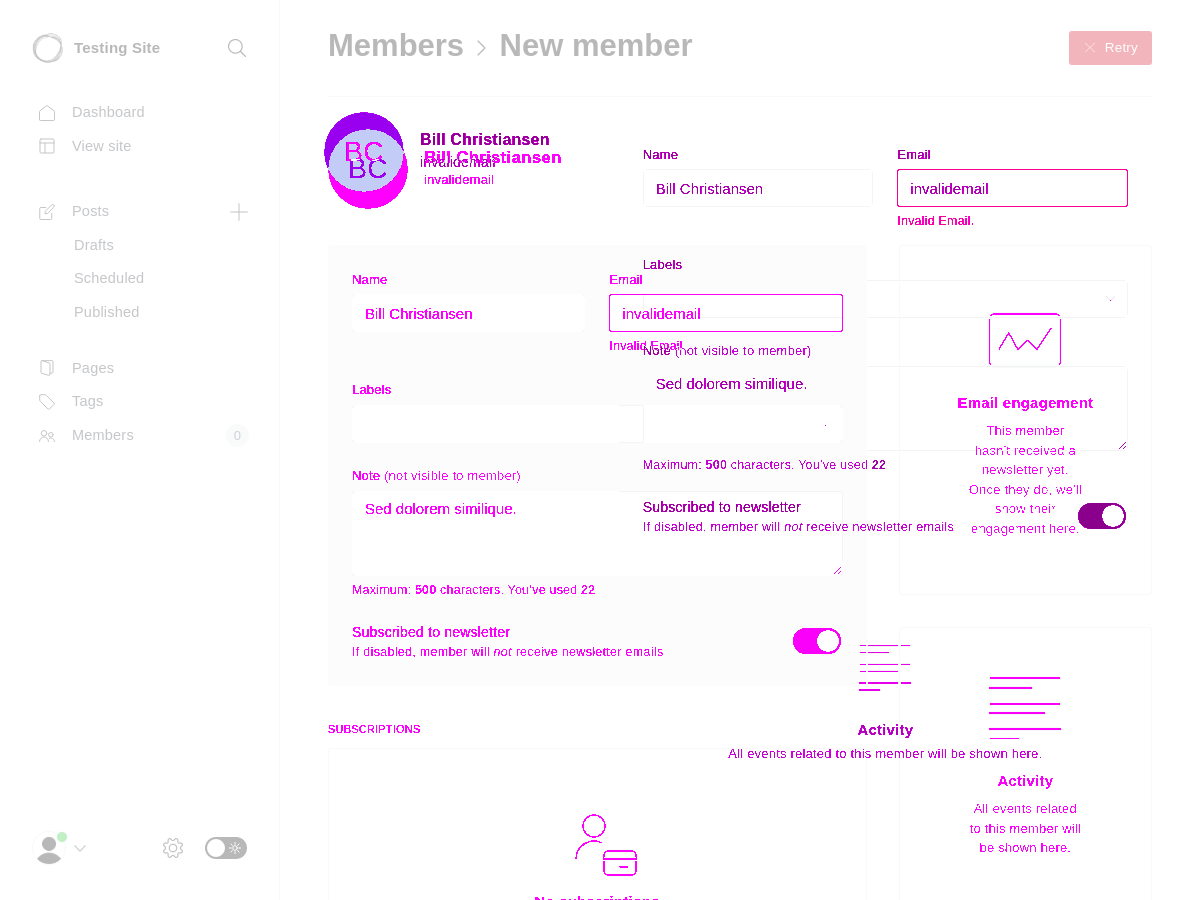 Testing Site
Members > New member
Retry
Dashboard
View site
Posts
Drafts
Scheduled
Published
Pages
Tags
Members
0
BC
Bill Christiansen
invalidemail
BC
Bill Christiansen
invalidemail
Name
Bill Christiansen
Email
invalidemail
Invalid Email.
Labels
Name
Bill Christiansen
Email
invalidemail
Invalid Email.
Note (not visible to member)
Sed dolorem similique.
Maximum: 500 characters. You've used 22
Subscribed to newsletter
If disabled, member will not receive newsletter emails
Labels
Note (not visible to member)
Sed dolorem similique.
Maximum: 500 characters. You've used 22
Subscribed to newsletter
If disabled, member will not receive newsletter emails
Email engagement
This member
hasn't received a
newsletter yet.
Once they do, we'll
show their
engagement here.
SUBSCRIPTIONS
Activity
All events related to this member will be shown here.
Activity
All events related
to this member will
be shown here.
No subscriptions